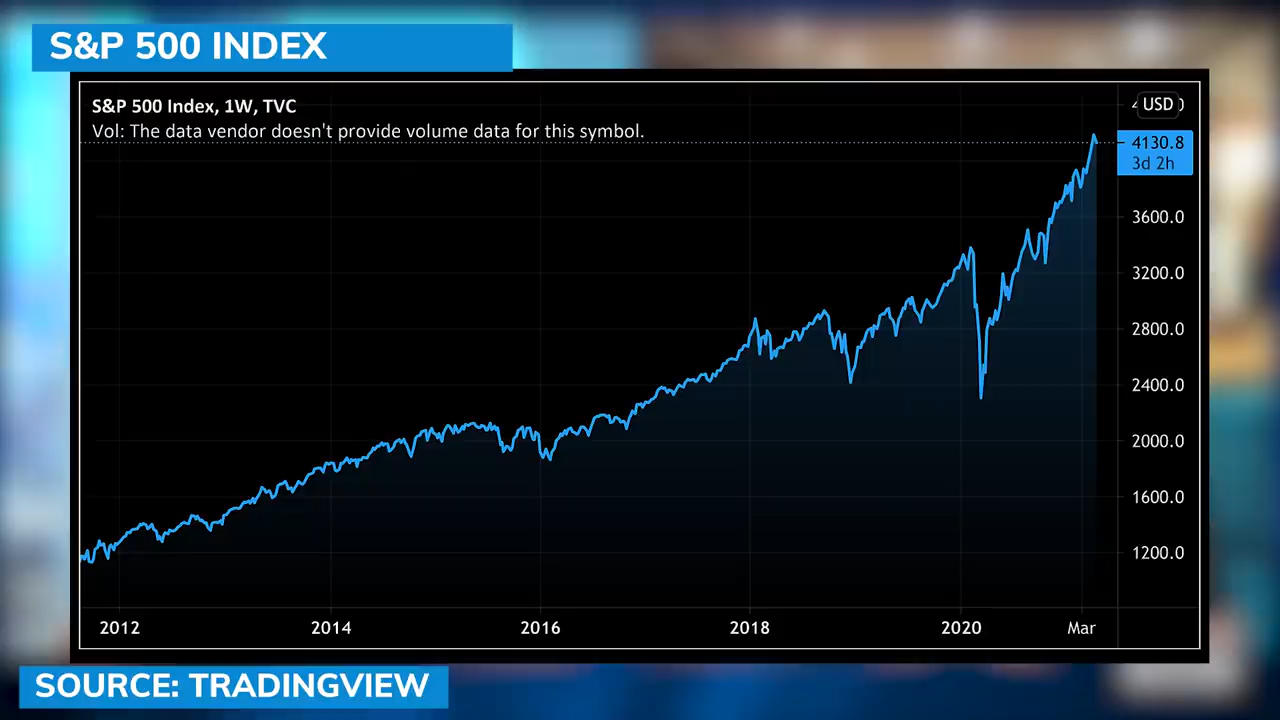 S&P 500 INDEX
S&P 500 Index, 1W, TVC
Vol: The data vendor doesn't provide volume data for this symbol.
USD
4130.8
3d 2h
3600.0
3200.0
2800.0
2400.0
2000.0
1600.0
1200.0
2012 2014 2016 2018 2020 Mar
SOURCE: TRADINGVIEW